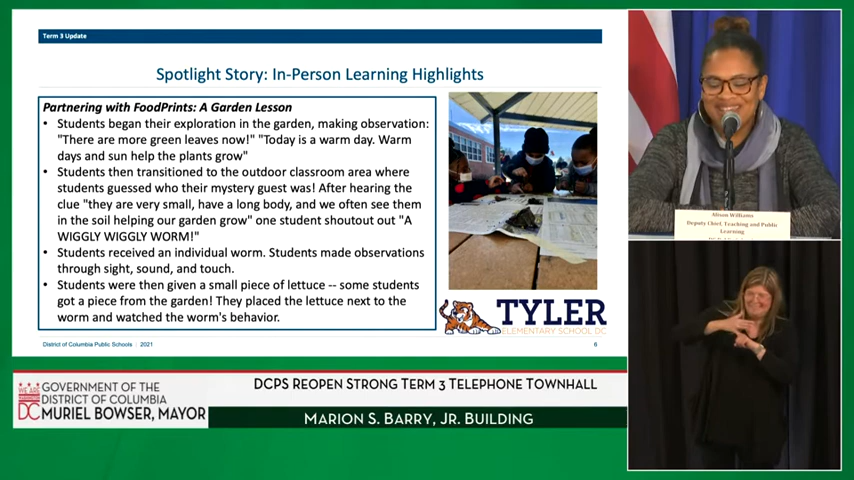 Term 3 Update
Spotlight Story: In-Person Learning Highlights
Partnering with FoodPrints: A Garden Lesson
• Students began their exploration in the garden, making observation:
"There are more green leaves now!" "Today is a warm day. Warm
days and sun help the plants grow"
• Students then transitioned to the outdoor classroom area where
students guessed who their mystery guest was! After hearing the
clue "they are very small, have a long body, and we often see them
in the soil helping our garden grow" one student shoutout out "A
WIGGLY WIGGLY WORM!"
• Students received an individual worm. Students made observations
through sight, sound, and touch.
• Students were then given a small piece of lettuce -- some students
got a piece from the garden! They placed the lettuce next to the
worm and watched the worm's behavior.
TYLER
ELEMENTARY SCHOOL DC
District of Columbia Public Schools | 2021
6
Alison Williams
Deputy Chief, Teaching and Public
Learning
WE ARE
DC
GOVERNMENT OF THE
DISTRICT OF COLUMBIA
MURIEL BOWSER, MAYOR
DCPS REOPEN STRONG TERM 3 TELEPHONE TOWNHALL
MARION S. BARRY, JR. BUILDING